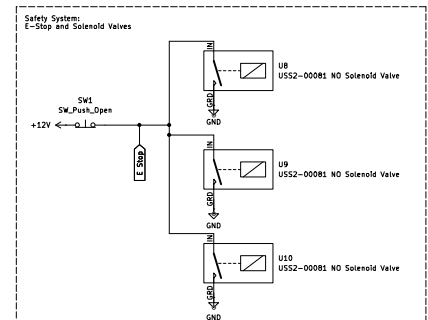 Safety System:
E-Stop and Solenoid Valves
IN
U8
USS2-00081 NO Solenoid Valve
GRD
GND
SW1
SW_Push_Open
+12V
E Stop
IN
U9
USS2-00081 NO Solenoid Valve
GRD
GND
IN
U10
USS2-00081 NO Solenoid Valve
GRD
GND